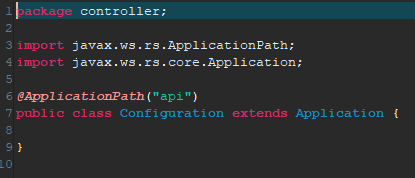 1 package controller;
2
3 import javax.ws.rs.ApplicationPath;
4 import javax.ws.rs.core.Application;
5
6 @ApplicationPath("api")
7 public class Configuration extends Application {
8
9 }
10